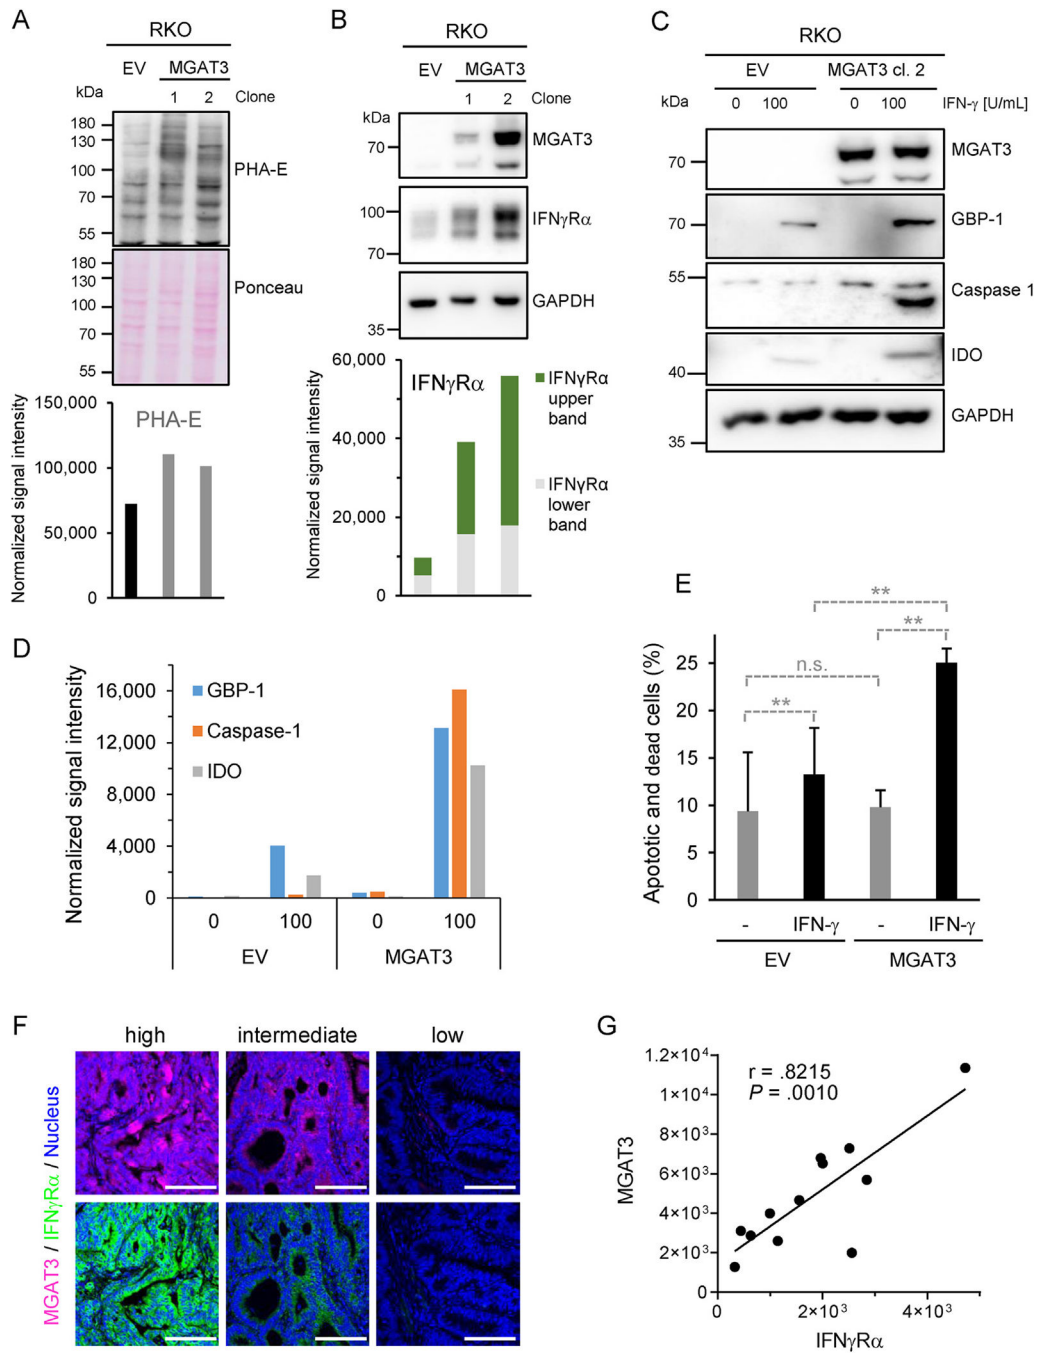 A
RKO
EV MGAT3
kDa 1 2 Clone
180
130
100
70
55
PHA-E
180
130
100
70
55
Ponceau
150,000
100,000
50,000
0
Normalized signal intensity
PHA-E
B
RKO
EV MGAT3
1 2 Clone
kDa
70
MGAT3
100
70
IFNγRα
35
GAPDH
60,000
40,000
20,000
0
Normalized signal intensity
IFNγRα
IFNγRα
upper
band
IFNγRα
lower
band
C
RKO
EV MGAT3 cl. 2
kDa 0 100 0 100 IFN-γ [U/mL]
70
MGAT3
70
GBP-1
55
Caspase 1
40
IDO
35
GAPDH
D
Normalized signal intensity
16,000
12,000
8,000
4,000
0
GBP-1
Caspase-1
IDO
0 100 0 100
EV MGAT3
E
Apototic and dead cells (%)
25
20
15
10
5
0
**
**
n.s.
**
- IFN-γ - IFN-γ
EV MGAT3
F
high intermediate low
MGAT3 / IFNγRα / Nucleus
G
MGAT3
1.2×10⁴
1×10⁴
8×10³
6×10³
4×10³
2×10³
0
r = .8215
P = .0010
0 2×10³ 4×10³
IFNγRα